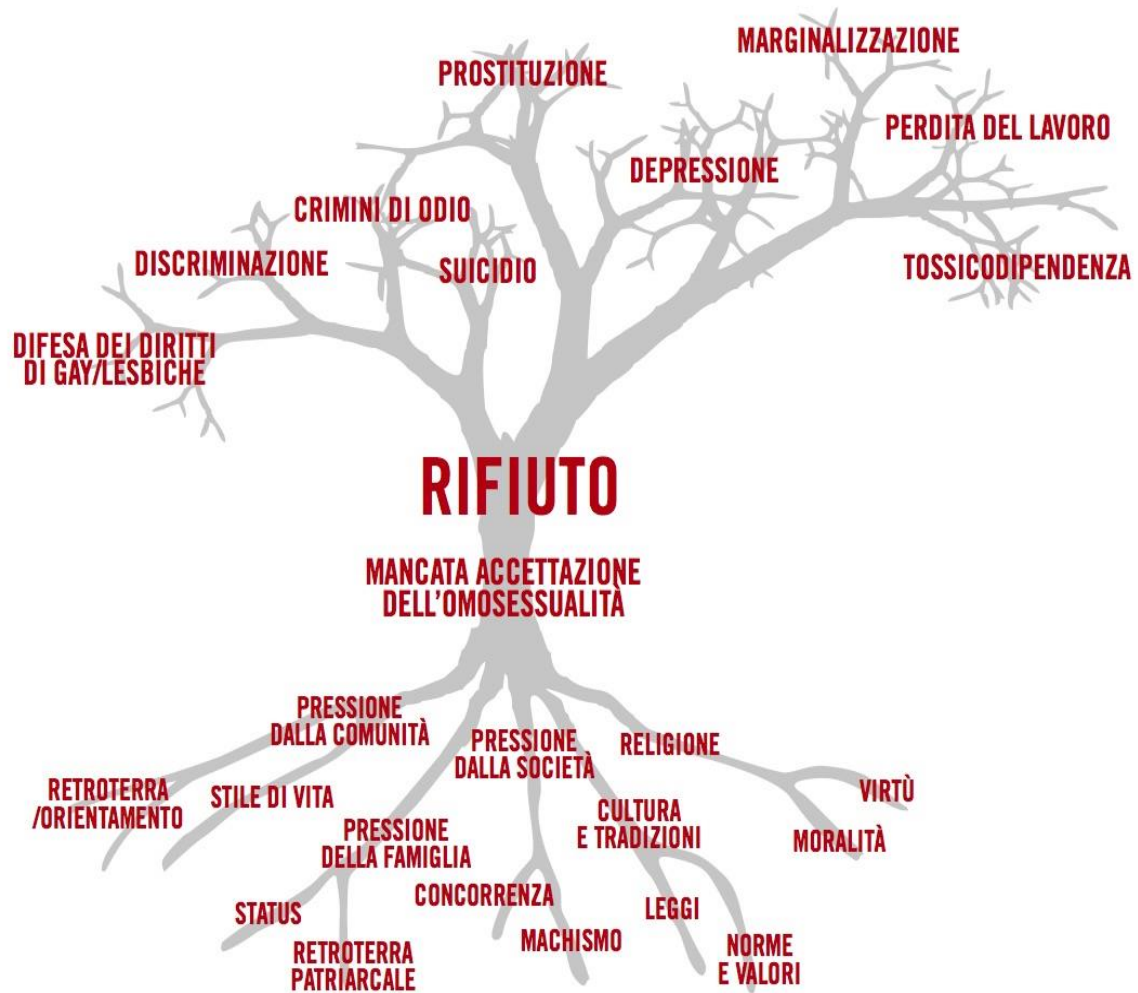 MARGINALIZZAZIONE
PROSTITUZIONE
PERDITA DEL LAVORO
DEPRESSIONE
CRIMINI DI ODIO
DISCRIMINAZIONE
SUICIDIO
TOSSICODIPENDENZA
DIFESA DEI DIRITTI
DI GAY/LESBICHE
RIFIUTO
MANCATA ACCETTAZIONE
DELL'OMOSESSUALITÀ
PRESSIONE
DALLA COMUNITÀ
PRESSIONE
DALLA SOCIETÀ
RELIGIONE
RETROTERRA
/ORIENTAMENTO
STILE DI VITA
VIRTÙ
CULTURA
E TRADIZIONI
MORALITÀ
PRESSIONE
DELLA FAMIGLIA
CONCORRENZA
STATUS
LEGGI
MACHISMO
RETROTERRA
PATRIARCALE
NORME
E VALORI